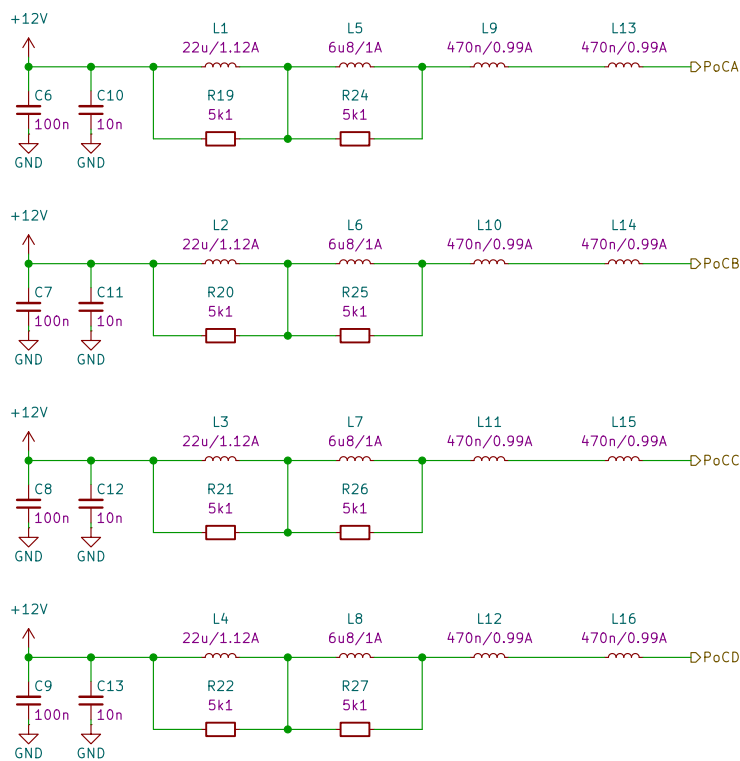 +12V
L1
L5
L9
L13
22u/1.12A
6u8/1A
470n/0.99A
470n/0.99A
PoCA
C6
C10
R19
R24
100n
10n
5k1
5k1
GND
GND
+12V
L2
L6
L10
L14
22u/1.12A
6u8/1A
470n/0.99A
470n/0.99A
PoCB
C7
C11
R20
R25
100n
10n
5k1
5k1
GND
GND
+12V
L3
L7
L11
L15
22u/1.12A
6u8/1A
470n/0.99A
470n/0.99A
PoCC
C8
C12
R21
R26
100n
10n
5k1
5k1
GND
GND
+12V
L4
L8
L12
L16
22u/1.12A
6u8/1A
470n/0.99A
470n/0.99A
PoCD
C9
C13
R22
R27
100n
10n
5k1
5k1
GND
GND